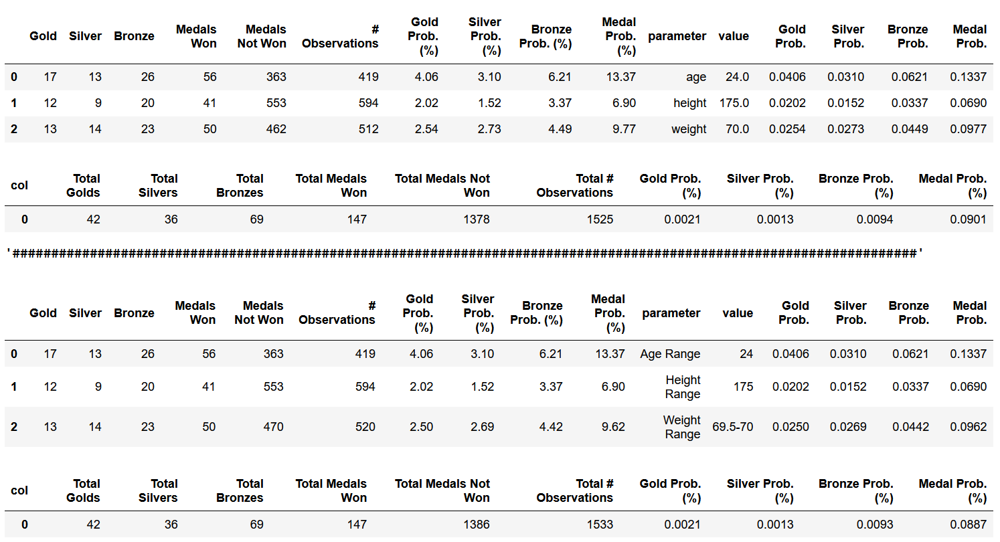 Gold Silver Bronze Medals Won Medals Not Won # Observations Gold Prob. (%) Silver Prob. (%) Bronze Prob. (%) Medal Prob. (%) parameter value Gold Prob. Silver Prob. Bronze Prob. Medal Prob.
0 17 13 26 56 363 419 4.06 3.10 6.21 13.37 age 24.0 0.0406 0.0310 0.0621 0.1337
1 12 9 20 41 553 594 2.02 1.52 3.37 6.90 height 175.0 0.0202 0.0152 0.0337 0.0690
2 13 14 23 50 462 512 2.54 2.73 4.49 9.77 weight 70.0 0.0254 0.0273 0.0449 0.0977
col Total Golds Total Silvers Total Bronzes Total Medals Won Total Medals Not Won Total # Observations Gold Prob. (%) Silver Prob. (%) Bronze Prob. (%) Medal Prob. (%)
0 42 36 69 147 1378 1525 0.0021 0.0013 0.0094 0.0901
'########################################################################################################################'
Gold Silver Bronze Medals Won Medals Not Won # Observations Gold Prob. (%) Silver Prob. (%) Bronze Prob. (%) Medal Prob. (%) parameter value Gold Prob. Silver Prob. Bronze Prob. Medal Prob.
0 17 13 26 56 363 419 4.06 3.10 6.21 13.37 Age Range 24 0.0406 0.0310 0.0621 0.1337
1 12 9 20 41 553 594 2.02 1.52 3.37 6.90 Height Range 175 0.0202 0.0152 0.0337 0.0690
2 13 14 23 50 470 520 2.50 2.69 4.42 9.62 Weight Range 69.5-70 0.0250 0.0269 0.0442 0.0962
col Total Golds Total Silvers Total Bronzes Total Medals Won Total Medals Not Won Total # Observations Gold Prob. (%) Silver Prob. (%) Bronze Prob. (%) Medal Prob. (%)
0 42 36 69 147 1386 1533 0.0021 0.0013 0.0093 0.0887